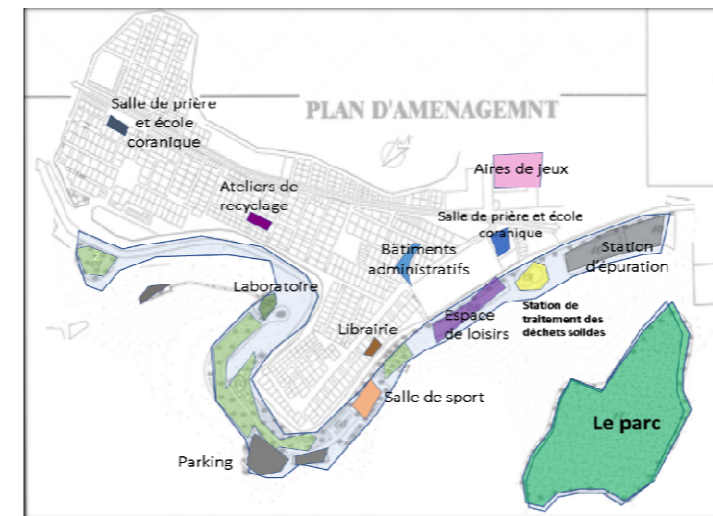 Salle de prière
et école
coranique
PLAN D'AMENAGEMNT
Aires de jeux
Ateliers de
recyclage
Salle de prière et école
coranique
Bâtiments
administratifs
Station
d'épuration
Laboratoire
Station de
traitement des
déchets solides
Espace
de loisirs
Librairie
Salle de sport
Le parc
Parking